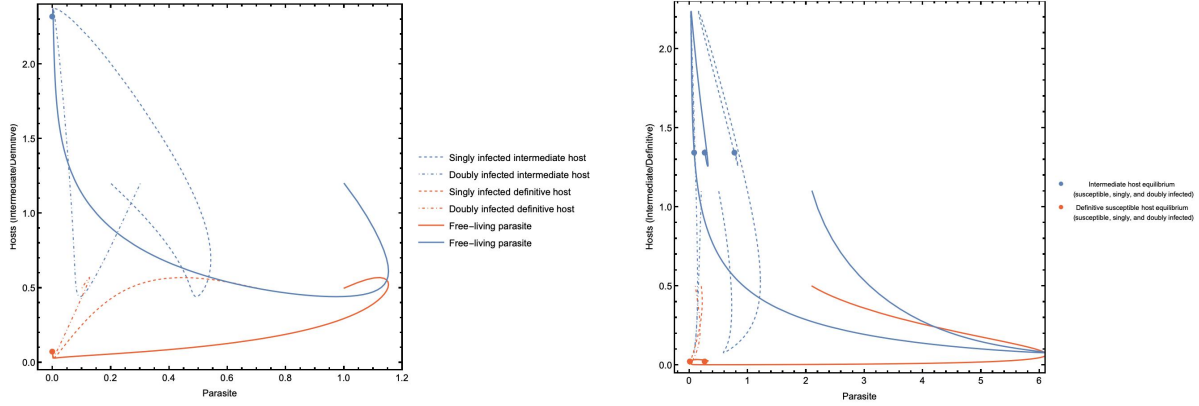 Hosts (Intermediate/Definitive)
2.0
1.5
1.0
0.5
0.0
0.0
0.2
0.4
0.6
0.8
1.0
1.2
Parasite
Singly infected intermediate host
Doubly infected intermediate host
Singly infected definitive host
Doubly infected definitive host
Free-living parasite
Free-living parasite
Hosts (Intermediate/Definitive)
2.0
1.5
1.0
0.5
0.0
0
1
2
3
4
5
6
Parasite
Intermediate host equilibrium
(susceptible, singly, and doubly infected)
Definitive susceptible host equilibrium
(susceptible, singly, and doubly infected)